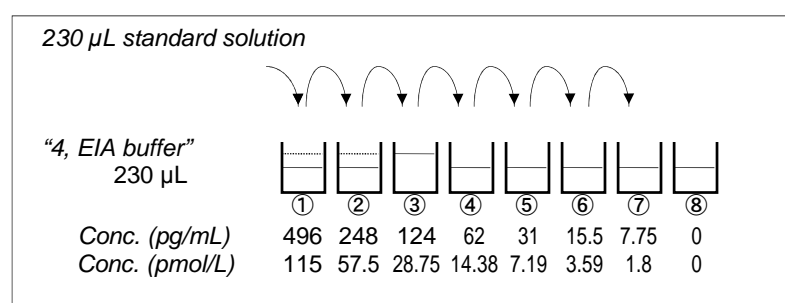 230 µL standard solution
“4, EIA buffer”
230 µL
① ② ③ ④ ⑤ ⑥ ⑦ ⑧
Conc. (pg/mL) 496 248 124 62 31 15.5 7.75 0
Conc. (pmol/L) 115 57.5 28.75 14.38 7.19 3.59 1.8 0